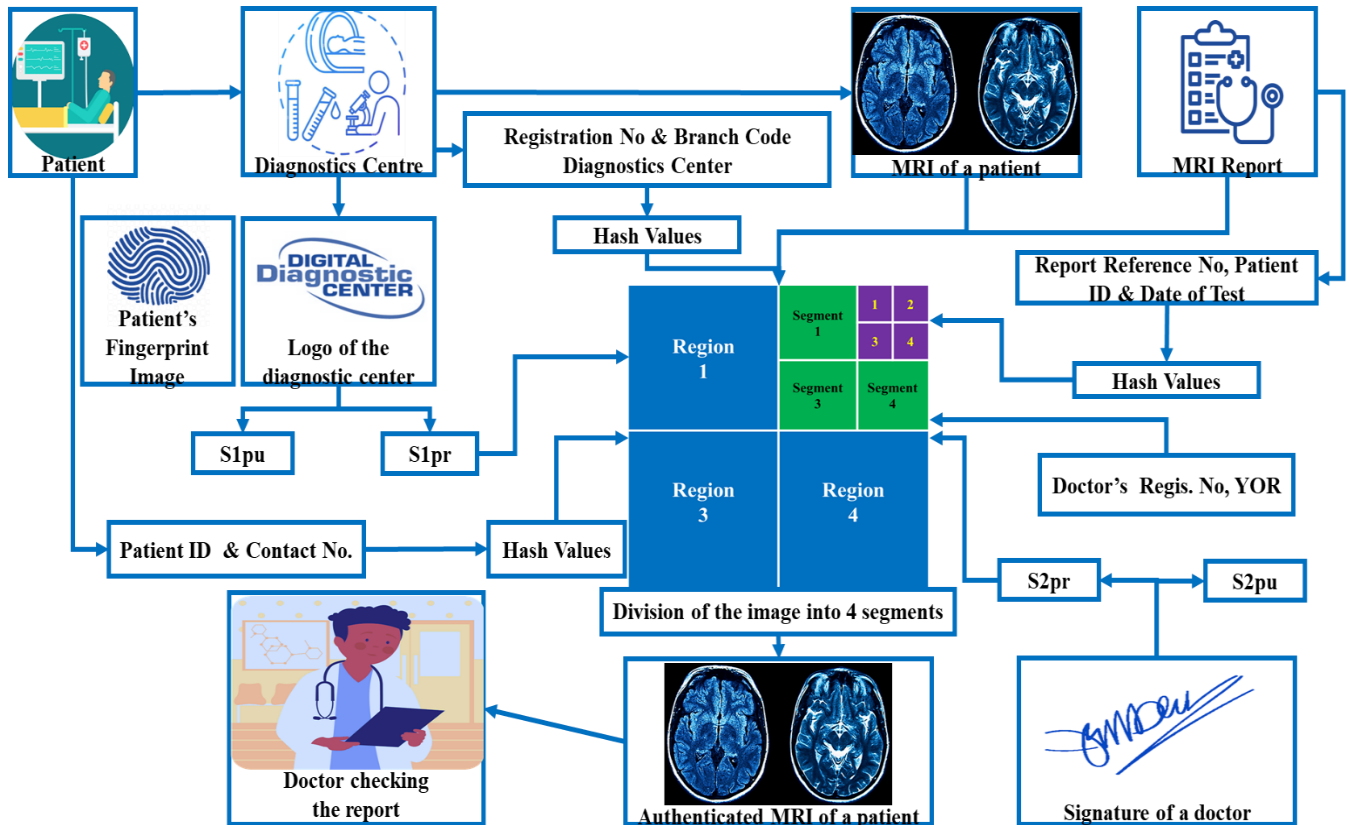 Patient
Diagnostics Centre
Registration No & Branch Code
Diagnostics Center
MRI of a patient
MRI Report
Hash Values
Patient's
Fingerprint
Image
DIGITAL
Diagnostic
CENTER
Logo of the
diagnostic center
Report Reference No, Patient
ID & Date of Test
Hash Values
Region
1
Segment
1
1
2
3
4
Segment
3
Segment
4
S1pu
S1pr
Region
3
Region
4
Doctor's Regis. No, YOR
Patient ID & Contact No.
Hash Values
S2pr
S2pu
Division of the image into 4 segments
Doctor checking
the report
Authenticated MRI of a patient
Signature of a doctor